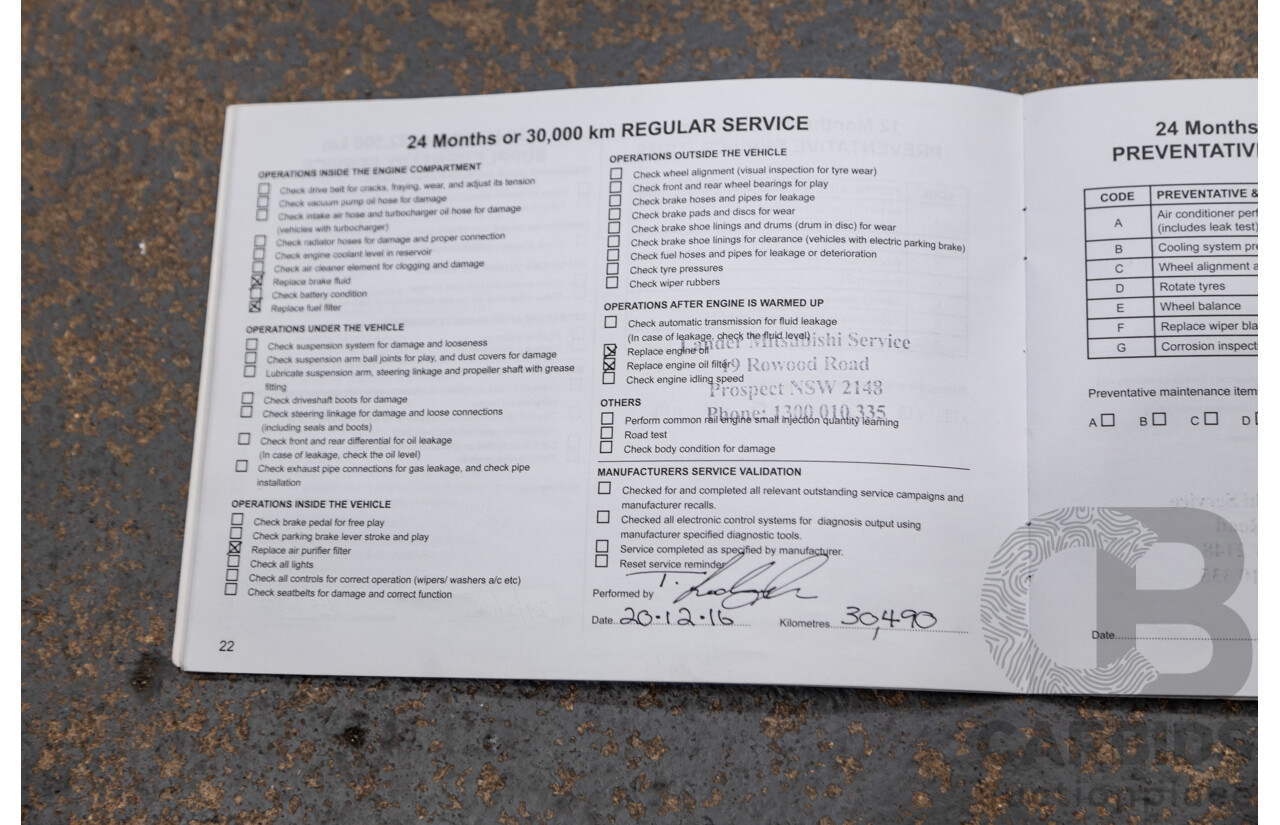 24 Months or 30,000 km REGULAR SERVICE
OPERATIONS INSIDE THE ENGINE COMPARTMENT
Check drive belt for cracks, fraying, wear, and adjust its tension
Check vacuum pump oil hose for damage
Check intake air hose and turbocharger oil hose for damage
(vehicles with turbocharger)
Check radiator hoses for damage and proper connection
Check engine coolant level in reservoir
Check air cleaner element for clogging and damage
Replace brake fluid
Check battery condition
Replace fuel filter
OPERATIONS UNDER THE VEHICLE
Check suspension system for damage and looseness
Check suspension arm ball joints for play, and dust covers for damage
Lubricate suspension arm, steering linkage and propeller shaft with grease
fitting
Check driveshaft boots for damage
Check steering linkage for damage and loose connections
(including seals and boots)
Check front and rear differential for oil leakage
(In case of leakage, check the oil level)
Check exhaust pipe connections for gas leakage, and check pipe
installation
OPERATIONS INSIDE THE VEHICLE
Check brake pedal for free play
Check parking brake lever stroke and play
Replace air purifier filter
Check all lights
Check all controls for correct operation (wipers/ washers a/c etc)
Check seatbelts for damage and correct function
22
OPERATIONS OUTSIDE THE VEHICLE
Check wheel alignment (visual inspection for tyre wear)
Check front and rear wheel bearings for play
Check brake hoses and pipes for leakage
Check brake pads and discs for wear
Check brake shoe linings and drums (drum in disc) for wear
Check brake shoe linings for clearance (vehicles with electric parking brake)
Check fuel hoses and pipes for leakage or deterioration
Check tyre pressures
Check wiper rubbers
OPERATIONS AFTER ENGINE IS WARMED UP
Check automatic transmission for fluid leakage
(In case of leakage, check the fluid level)
Lander Mitsubishi Service
Replace engine oil
Replace engine oil filter
49 Rowood Road
Check engine idling speed
Prospect NSW 2148
OTHERS
Phone: 1300 010 335
Perform common rail engine small injection quantity learning
Road test
Check body condition for damage
MANUFACTURERS SERVICE VALIDATION
Checked for and completed all relevant outstanding service campaigns and
manufacturer recalls.
Checked all electronic control systems for diagnosis output using
manufacturer specified diagnostic tools.
Service completed as specified by manufacturer.
Reset service reminder
Performed by
Date 20.12.16 Kilometres 30,490
24 Months
PREVENTATIV
CODE PREVENTATIVE &
A Air conditioner perf
(includes leak test)
B Cooling system pre
C Wheel alignment a
D Rotate tyres
E Wheel balance
F Replace wiper bla
G Corrosion inspect
Preventative maintenance item
A B C D
Date
CB
CARBIDS
auctionplace